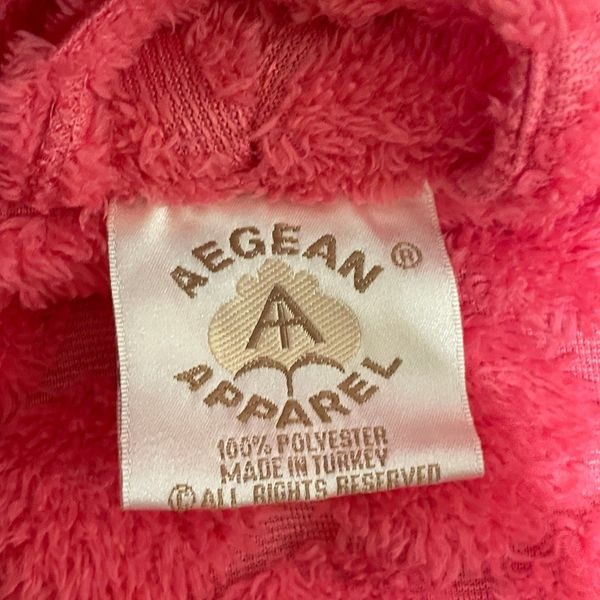 AEGEAN ®
A
APPAREL
100% POLYESTER
MADE IN TURKEY
© ALL RIGHTS RESERVED